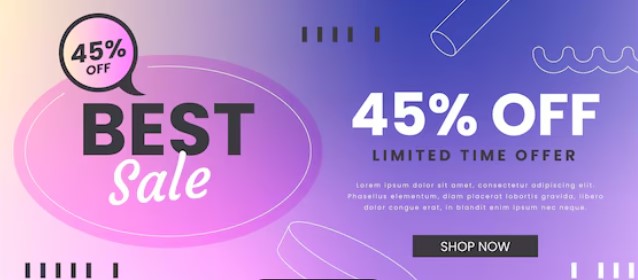 45%
OFF
BEST
Sale
45% OFF
LIMITED TIME OFFER
Lorem ipsum dolor sit amet, consectetur adipiscing elit.
Phasellus elementum, diam placerat lobortis gravida, libero
dolor congue erat, in blandit enim ipsum nec neque.
SHOP NOW